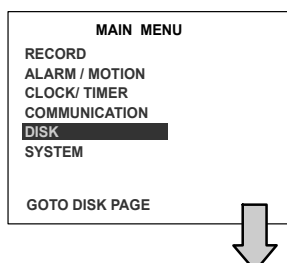 MAIN MENU
RECORD
ALARM / MOTION
CLOCK/ TIMER
COMMUNICATION
DISK
SYSTEM
GOTO DISK PAGE